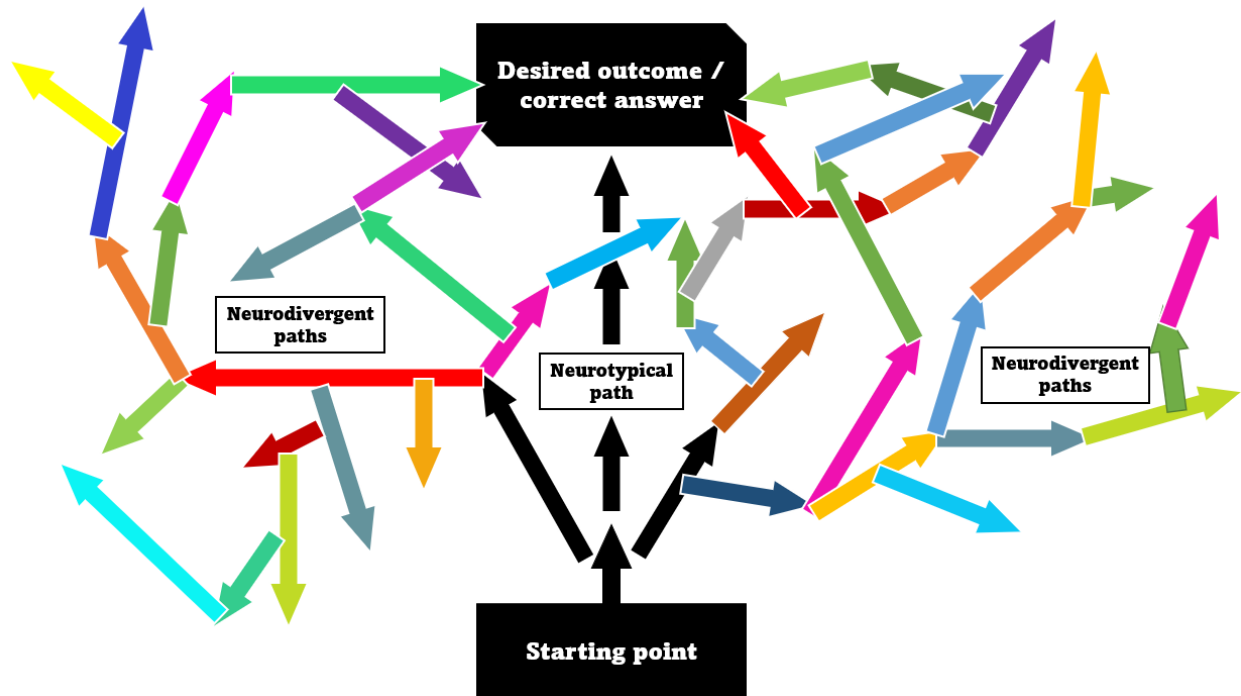 Desired outcome /
correct answer
Neurodivergent
paths
Neurotypical
path
Neurodivergent
paths
Starting point